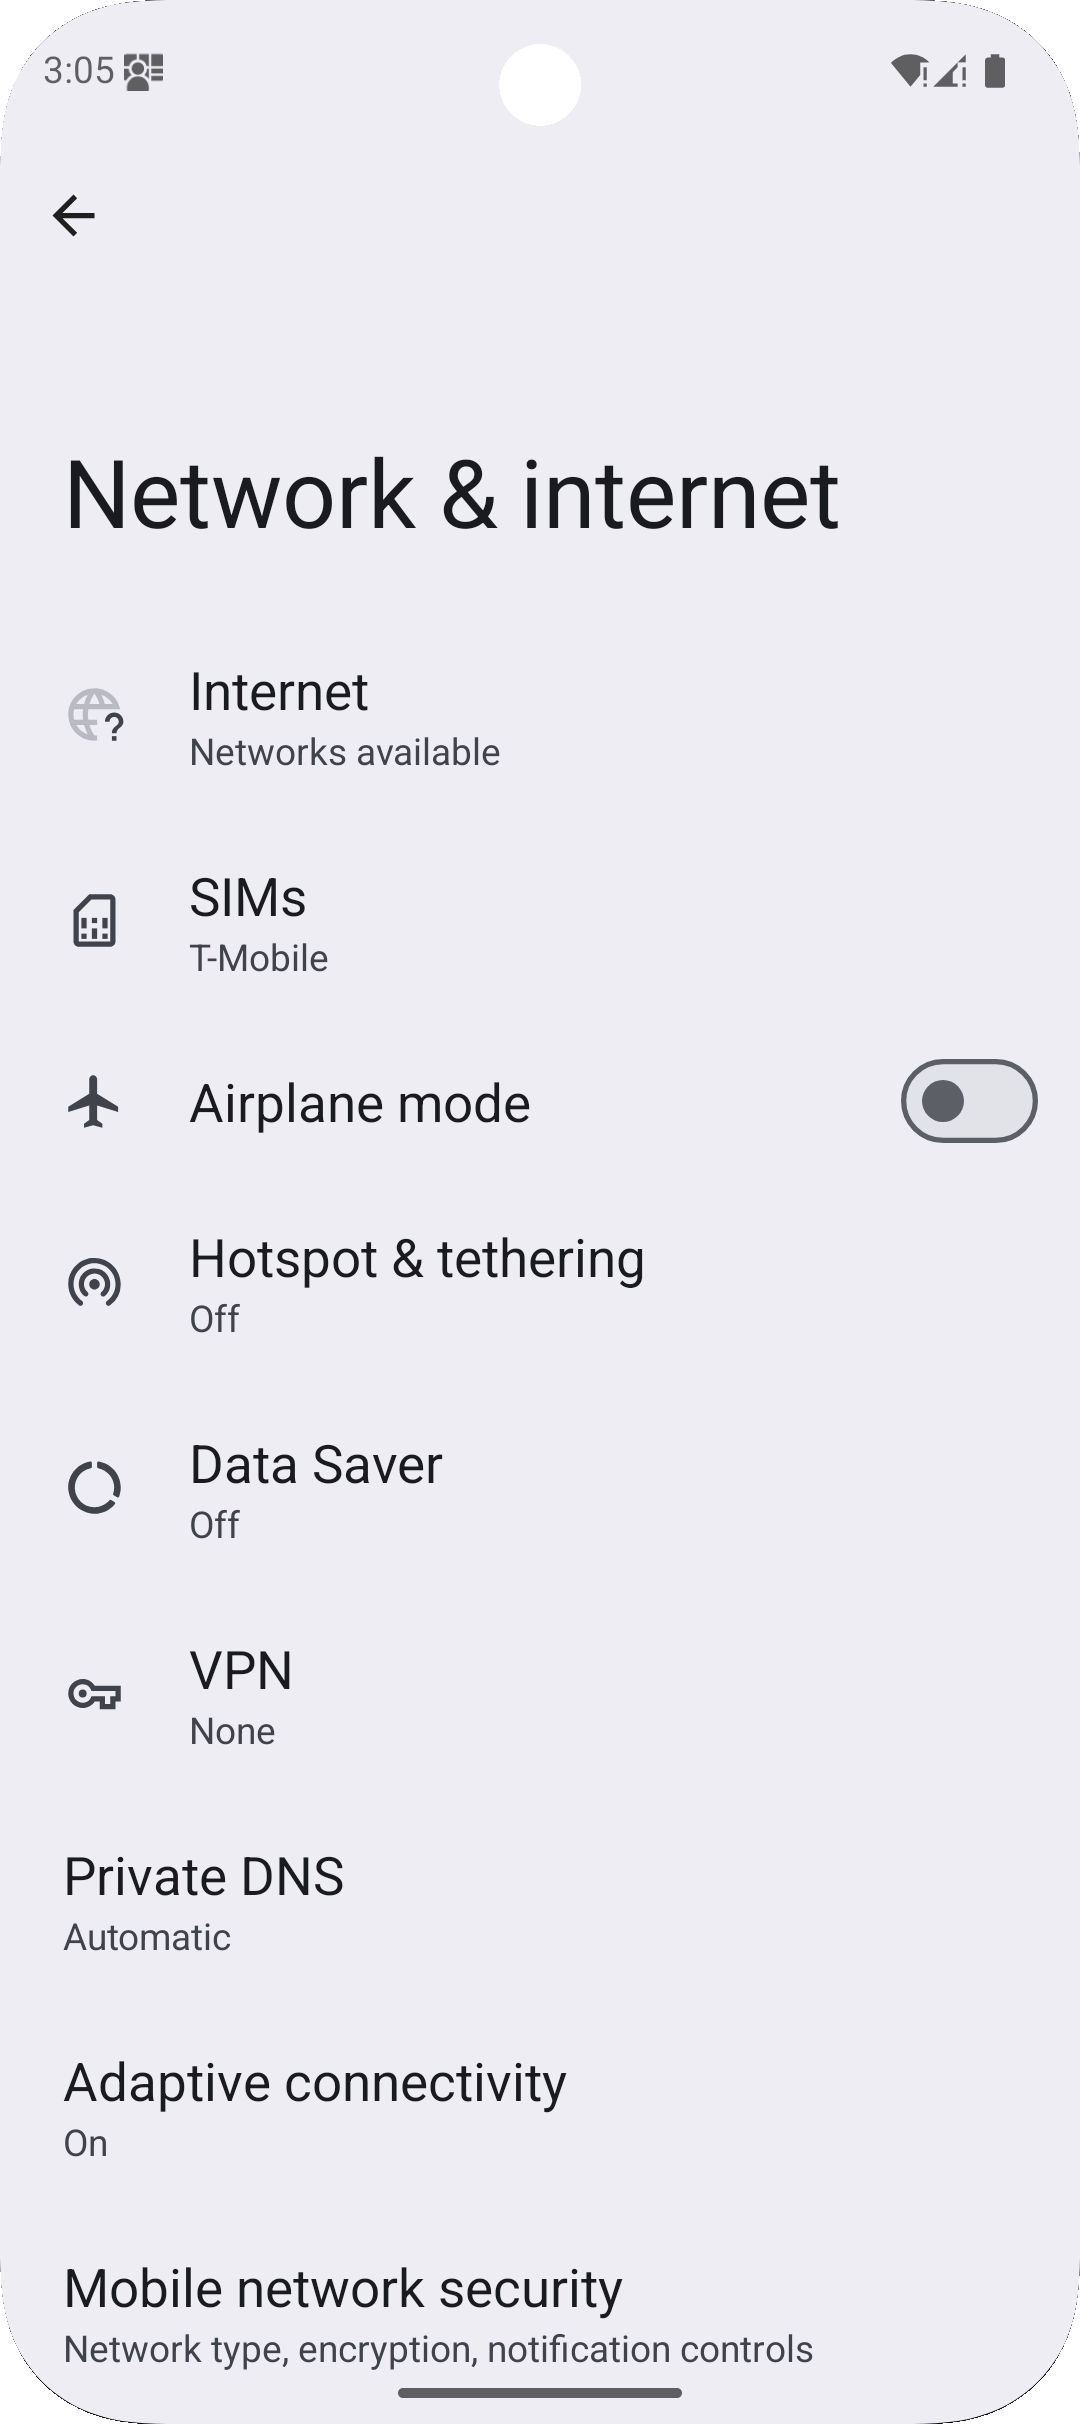 3:05
Network & internet
Internet
Networks available
SIMs
T-Mobile
Airplane mode
Hotspot & tethering
Off
Data Saver
Off
VPN
None
Private DNS
Automatic
Adaptive connectivity
On
Mobile network security
Network type, encryption, notification controls